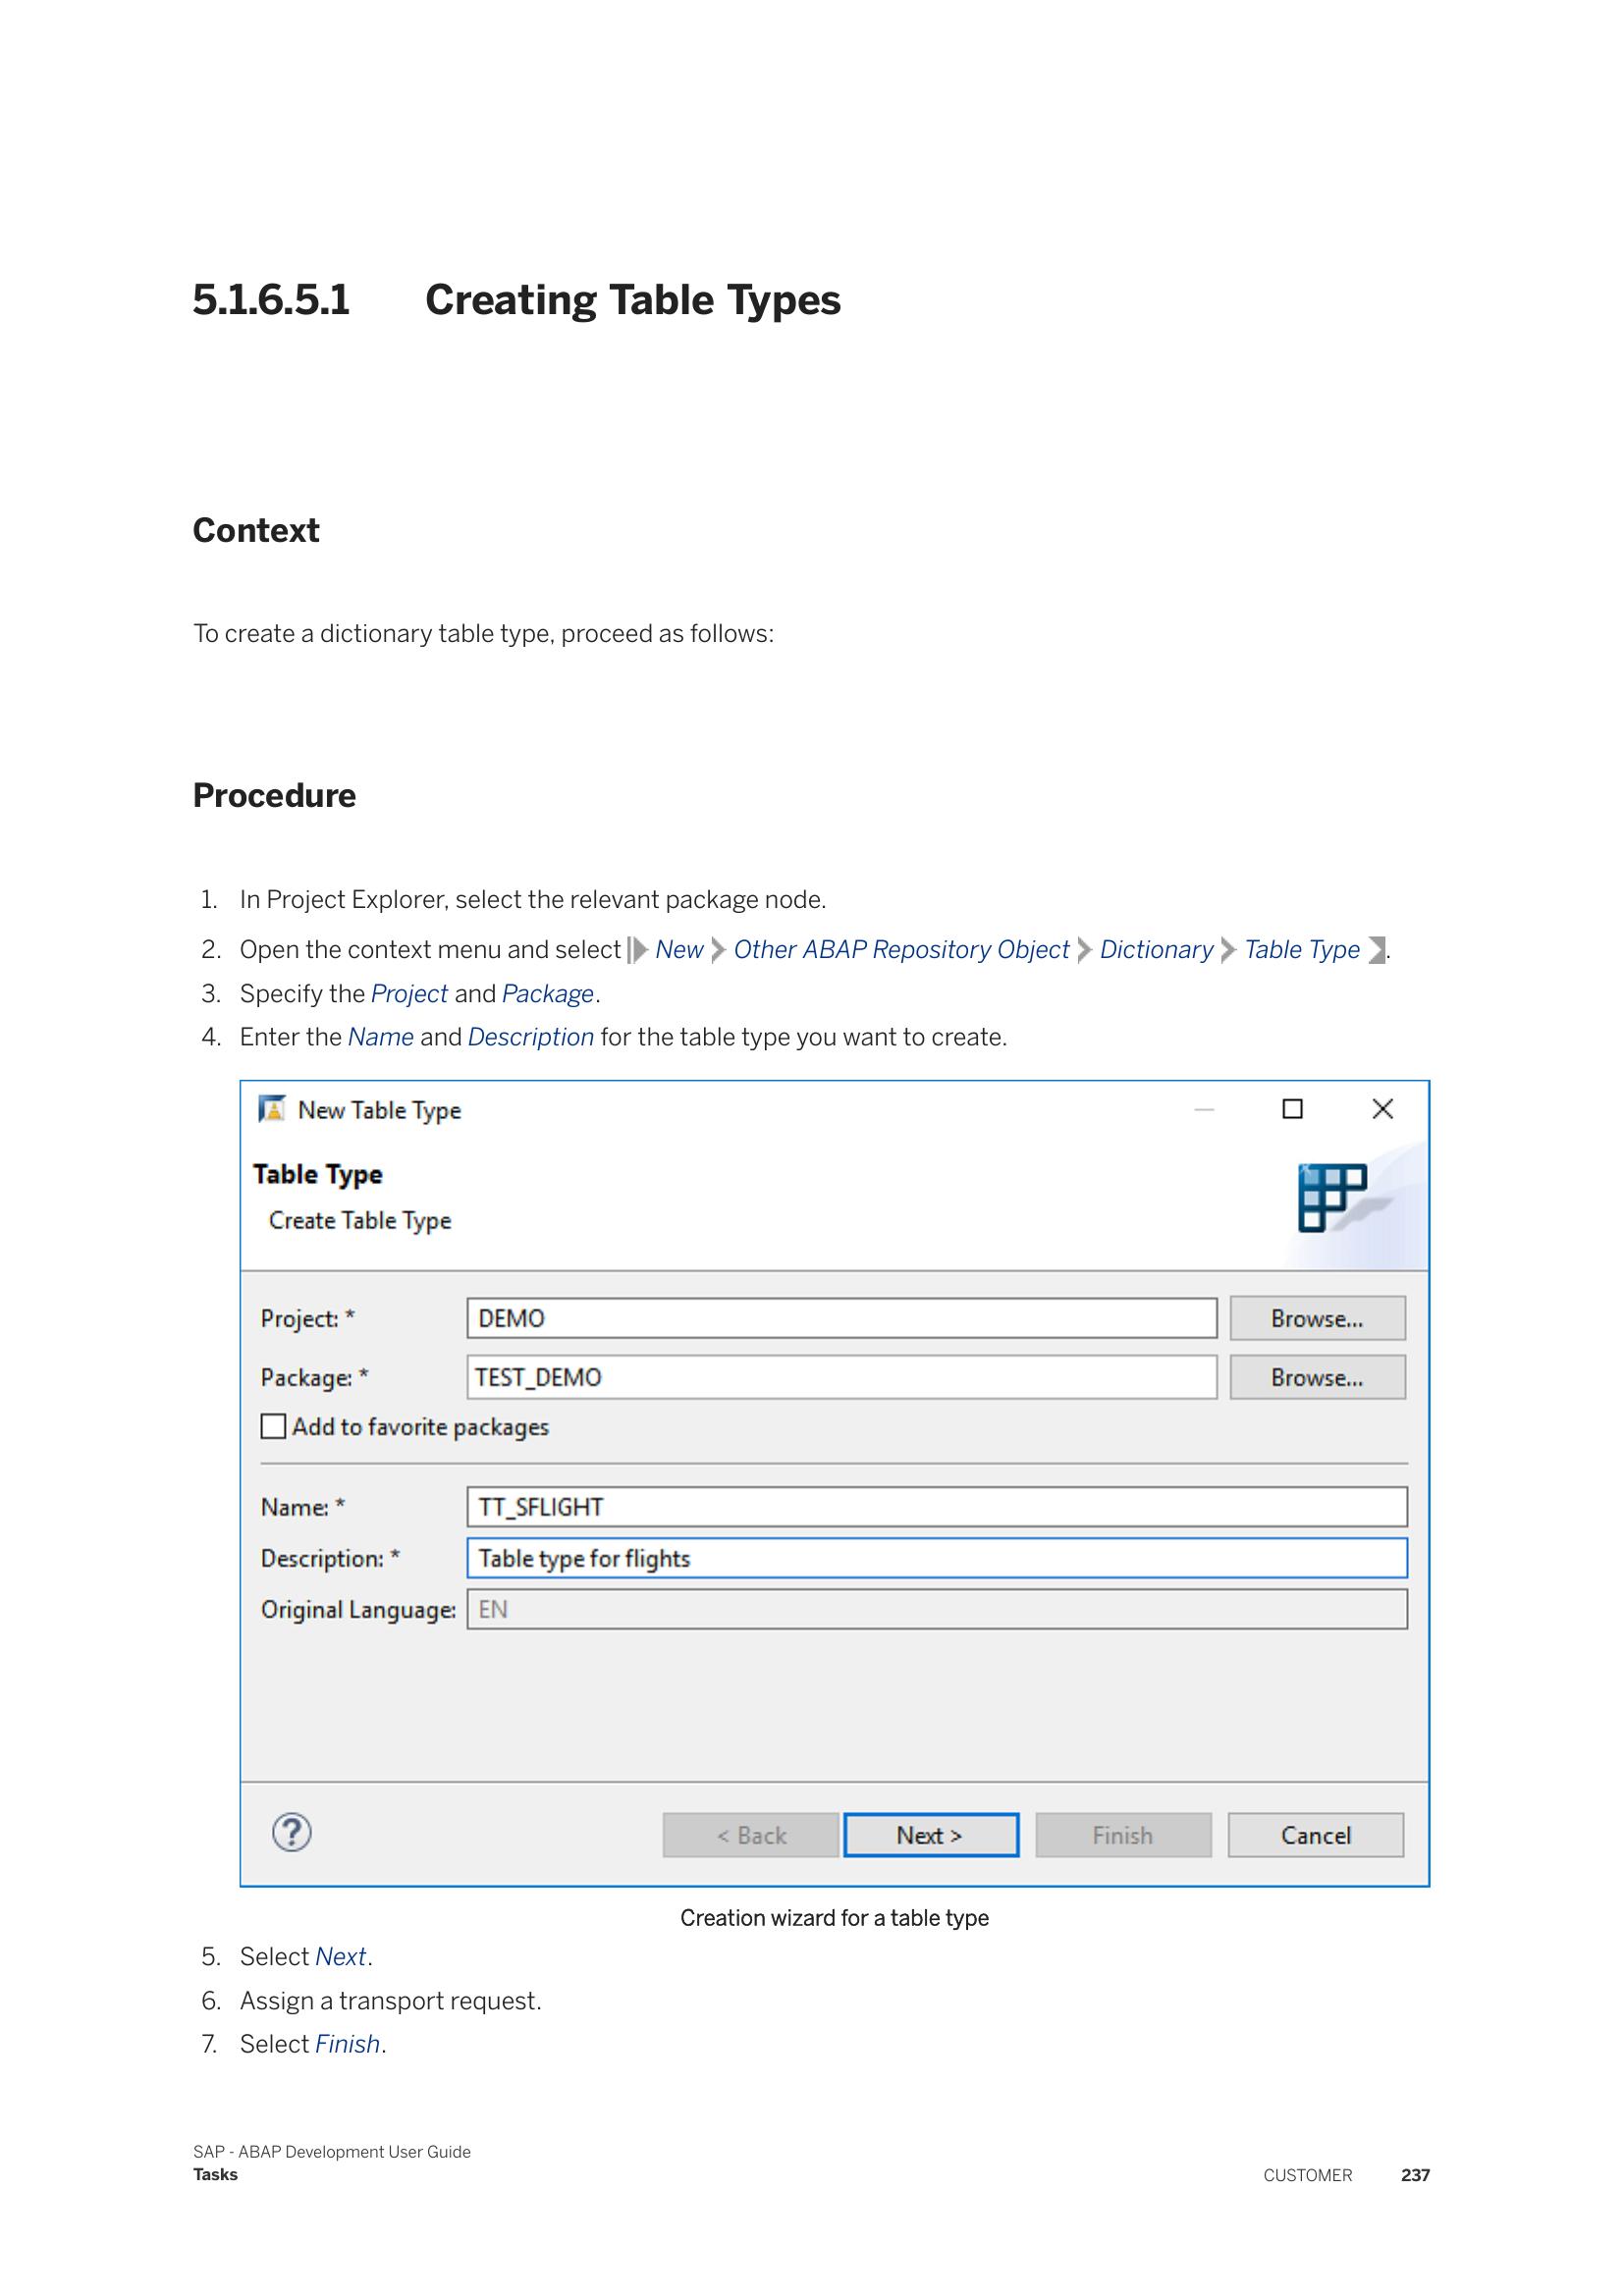 5.1.6.5.1 Creating Table Types
Context
To create a dictionary table type, proceed as follows:
Procedure
1. In Project Explorer, select the relevant package node.
2. Open the context menu and select New Other ABAP Repository Object Dictionary Table Type .
3. Specify the Project and Package.
4. Enter the Name and Description for the table type you want to create.
New Table Type
Table Type
Create Table Type
Project: * DEMO Browse...
Package: * TEST_DEMO Browse...
Add to favorite packages
Name: * TT_SFLIGHT
Description: * Table type for flights
Original Language: EN
? < Back Next > Finish Cancel
Creation wizard for a table type
5. Select Next.
6. Assign a transport request.
7. Select Finish.
SAP - ABAP Development User Guide
Tasks CUSTOMER 237